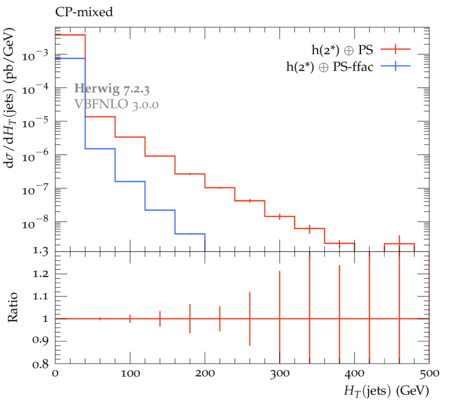 CP-mixed
h(2*) ⊕ PS
h(2*) ⊕ PS-ffac
Herwig 7.2.3
VBFNLO 3.0.0
dσ/dH_T(jets) (pb/GeV)
10^−3
10^−4
10^−5
10^−6
10^−7
10^−8
1.3
1.2
1.1
1
0.9
0.8
Ratio
0 100 200 300 400 500
H_T(jets) (GeV)